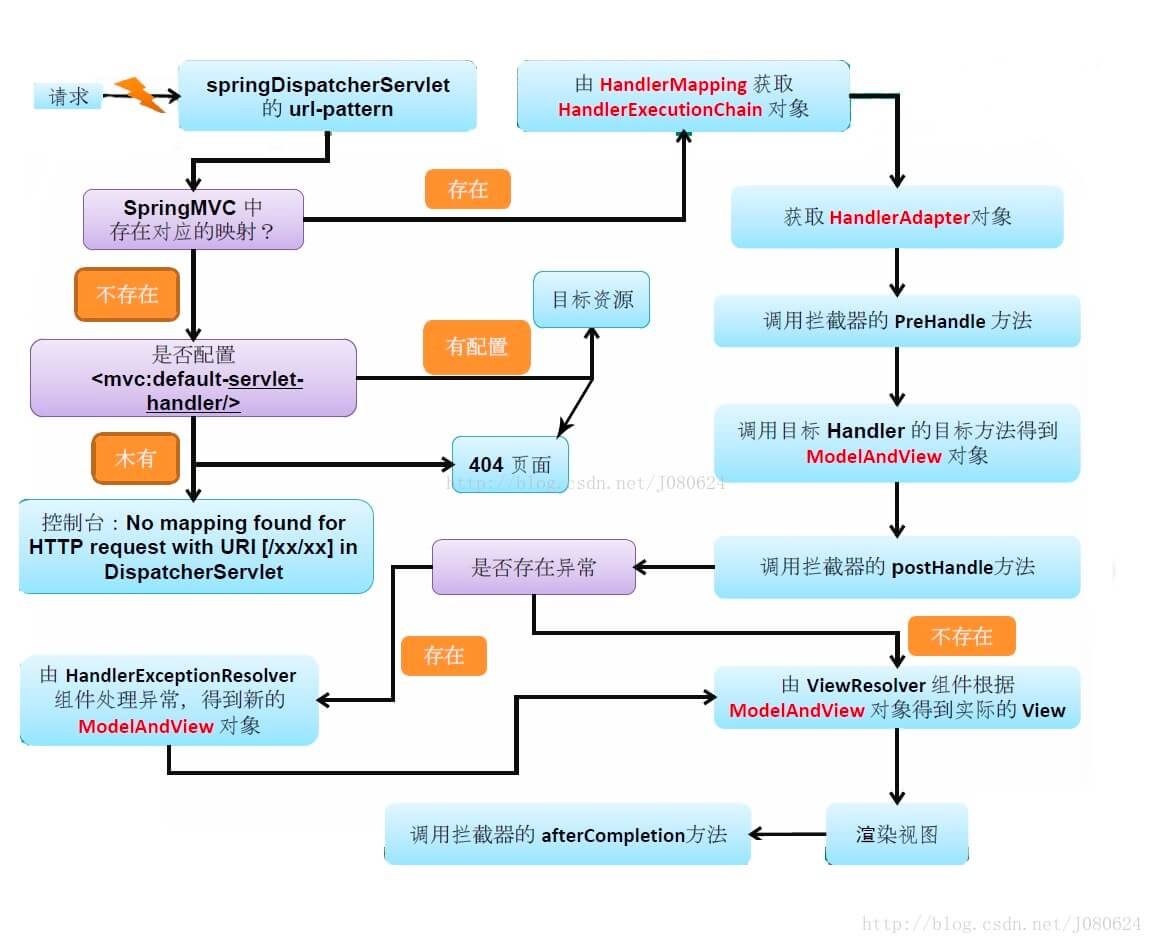 请求
springDispatcherServlet
的 url-pattern
由 HandlerMapping 获取
HandlerExecutionChain 对象
SpringMVC 中
存在对应的映射？
存在
获取 HandlerAdapter对象
不存在
目标资源
调用拦截器的 PreHandle 方法
有配置
是否配置
<mvc:default-servlet-
handler/>
调用目标 Handler 的目标方法得到
ModelAndView 对象
木有
404 页面
http://blog.csdn.net/J080624
控制台：No mapping found for
HTTP request with URI [/xx/xx] in
DispatcherServlet
是否存在异常
调用拦截器的 postHandle方法
存在
不存在
由 HandlerExceptionResolver
组件处理异常，得到新的
ModelAndView 对象
由 ViewResolver 组件根据
ModelAndView 对象得到实际的 View
调用拦截器的 afterCompletion方法
渲染视图
http://blog.csdn.net/J080624